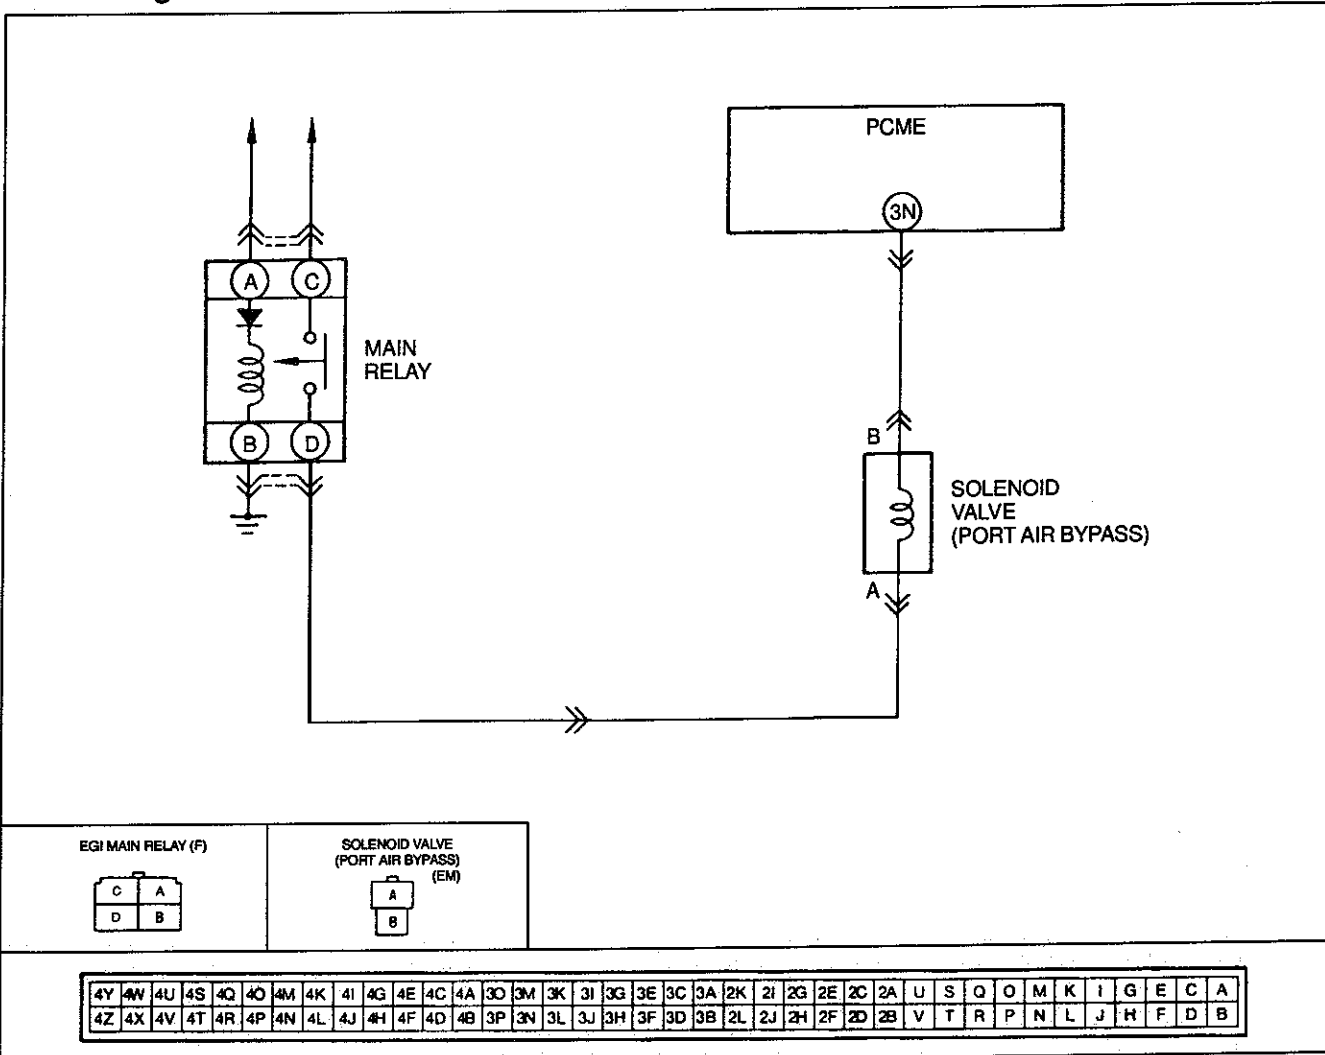 PCME
3N
A C
MAIN
RELAY
B D
B
SOLENOID
VALVE
(PORT AIR BYPASS)
A
EGI MAIN RELAY (F)
C A
D B
SOLENOID VALVE
(PORT AIR BYPASS)
(EM)
A
B
4Y 4W 4U 4S 4Q 4O 4M 4K 4I 4G 4E 4C 4A 3O 3M 3K 3I 3G 3E 3C 3A 2K 2I 2G 2E 2C 2A U S Q O M K I G E C A
4Z 4X 4V 4T 4R 4P 4N 4L 4J 4H 4F 4D 4B 3P 3N 3L 3J 3H 3F 3D 3B 2L 2J 2H 2F 2D 2B V T R P N L J H F D B